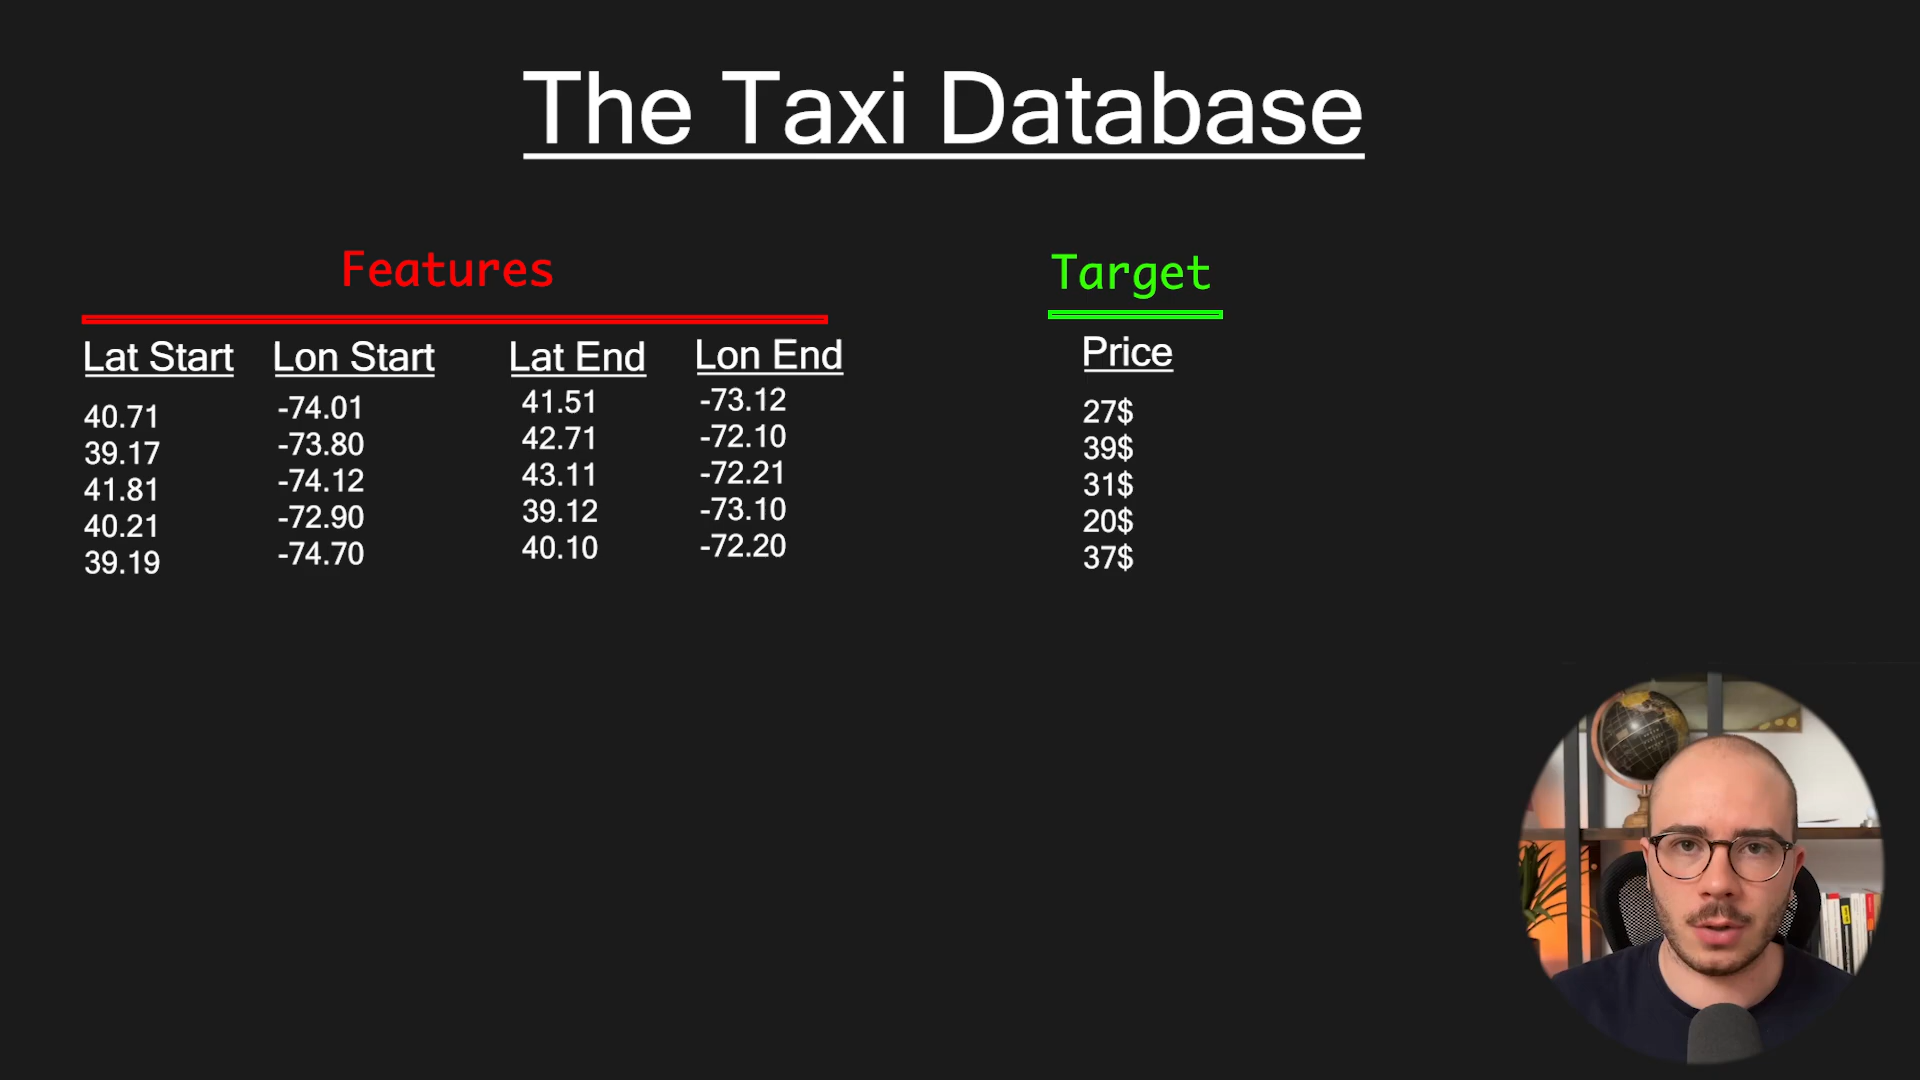 The Taxi Database
Features
Target
Lat Start Lon Start Lat End Lon End Price
40.71 -74.01 41.51 -73.12 27$
39.17 -73.80 42.71 -72.10 39$
41.81 -74.12 43.11 -72.21 31$
40.21 -72.90 39.12 -73.10 20$
39.19 -74.70 40.10 -72.20 37$